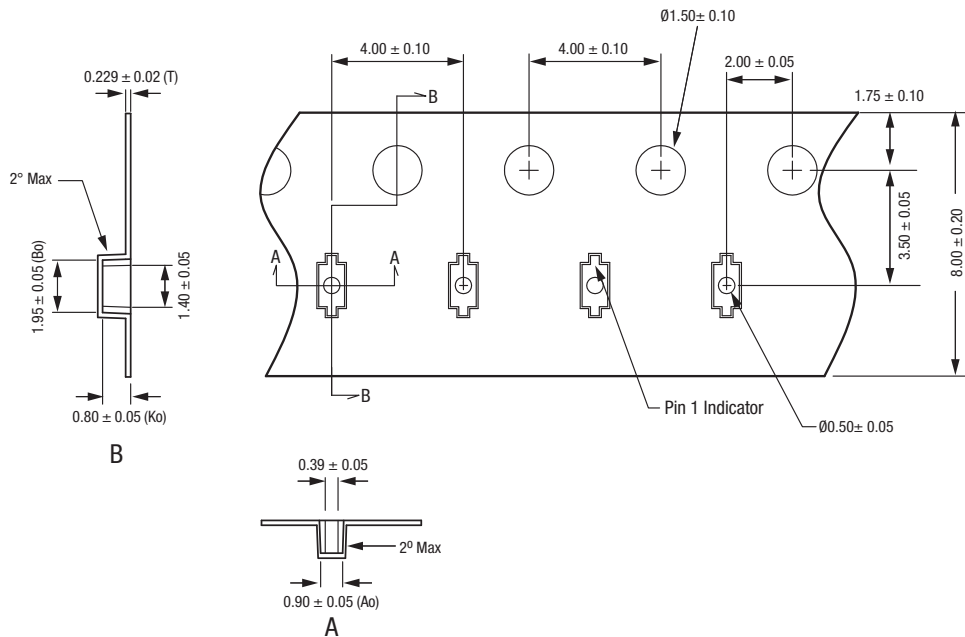 Ø1.50± 0.10
4.00 ± 0.10
4.00 ± 0.10
2.00 ± 0.05
0.229 ± 0.02 (T)
1.75 ± 0.10
B
2° Max
3.50 ± 0.05
8.00 ± 0.20
A
A
1.95 ± 0.05 (Bo)
1.40 ± 0.05
B
Pin 1 Indicator
0.80 ± 0.05 (Ko)
Ø0.50± 0.05
B
0.39 ± 0.05
2º Max
0.90 ± 0.05 (Ao)
A